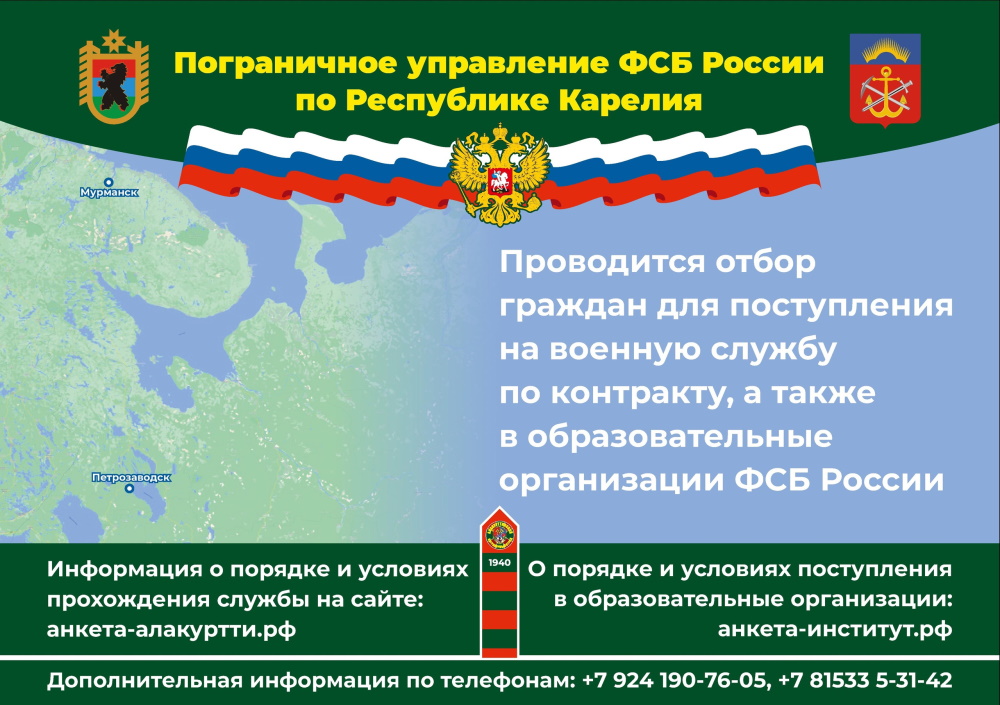 Пограничное управление ФСБ России
по Республике Карелия
Мурманск
Проводится отбор
граждан для поступления
на военную службу
по контракту, а также
в образовательные
организации ФСБ России
Петрозаводск
1940
Информация о порядке и условиях
прохождения службы на сайте:
анкета-алакуртти.рф
О порядке и условиях поступления
в образовательные организации:
анкета-институт.рф
Дополнительная информация по телефонам: +7 924 190-76-05, +7 81533 5-31-42